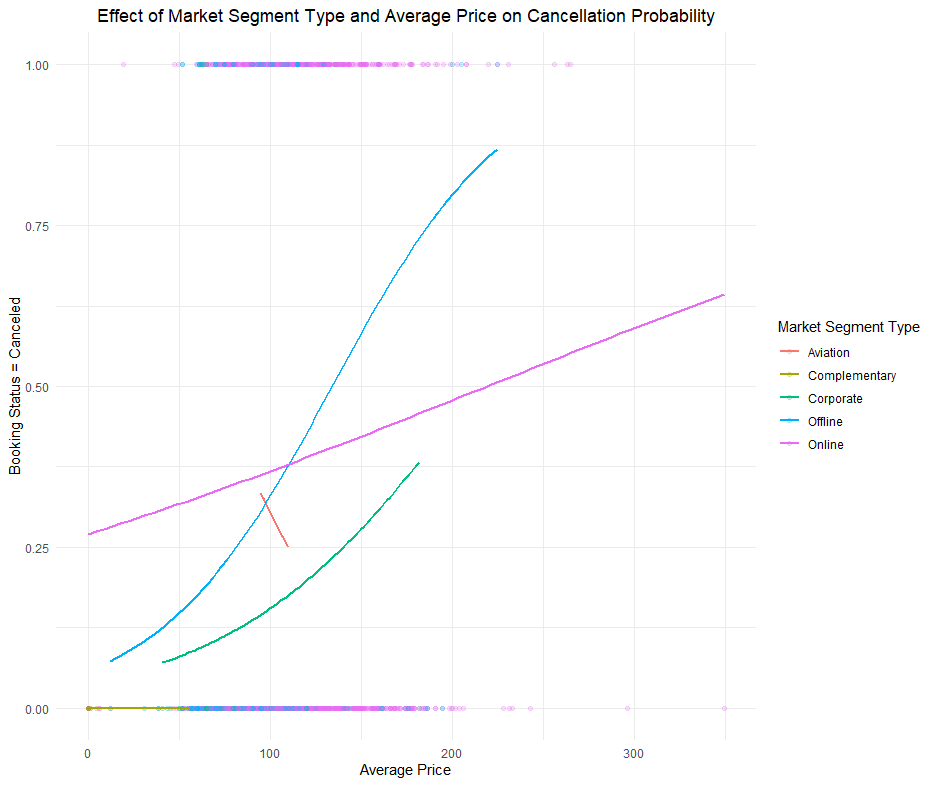 Effect of Market Segment Type and Average Price on Cancellation Probability
1.00
0.75
0.50
0.25
0.00
Booking Status = Canceled
0 100 200 300
Average Price
Market Segment Type
Aviation
Complementary
Corporate
Offline
Online